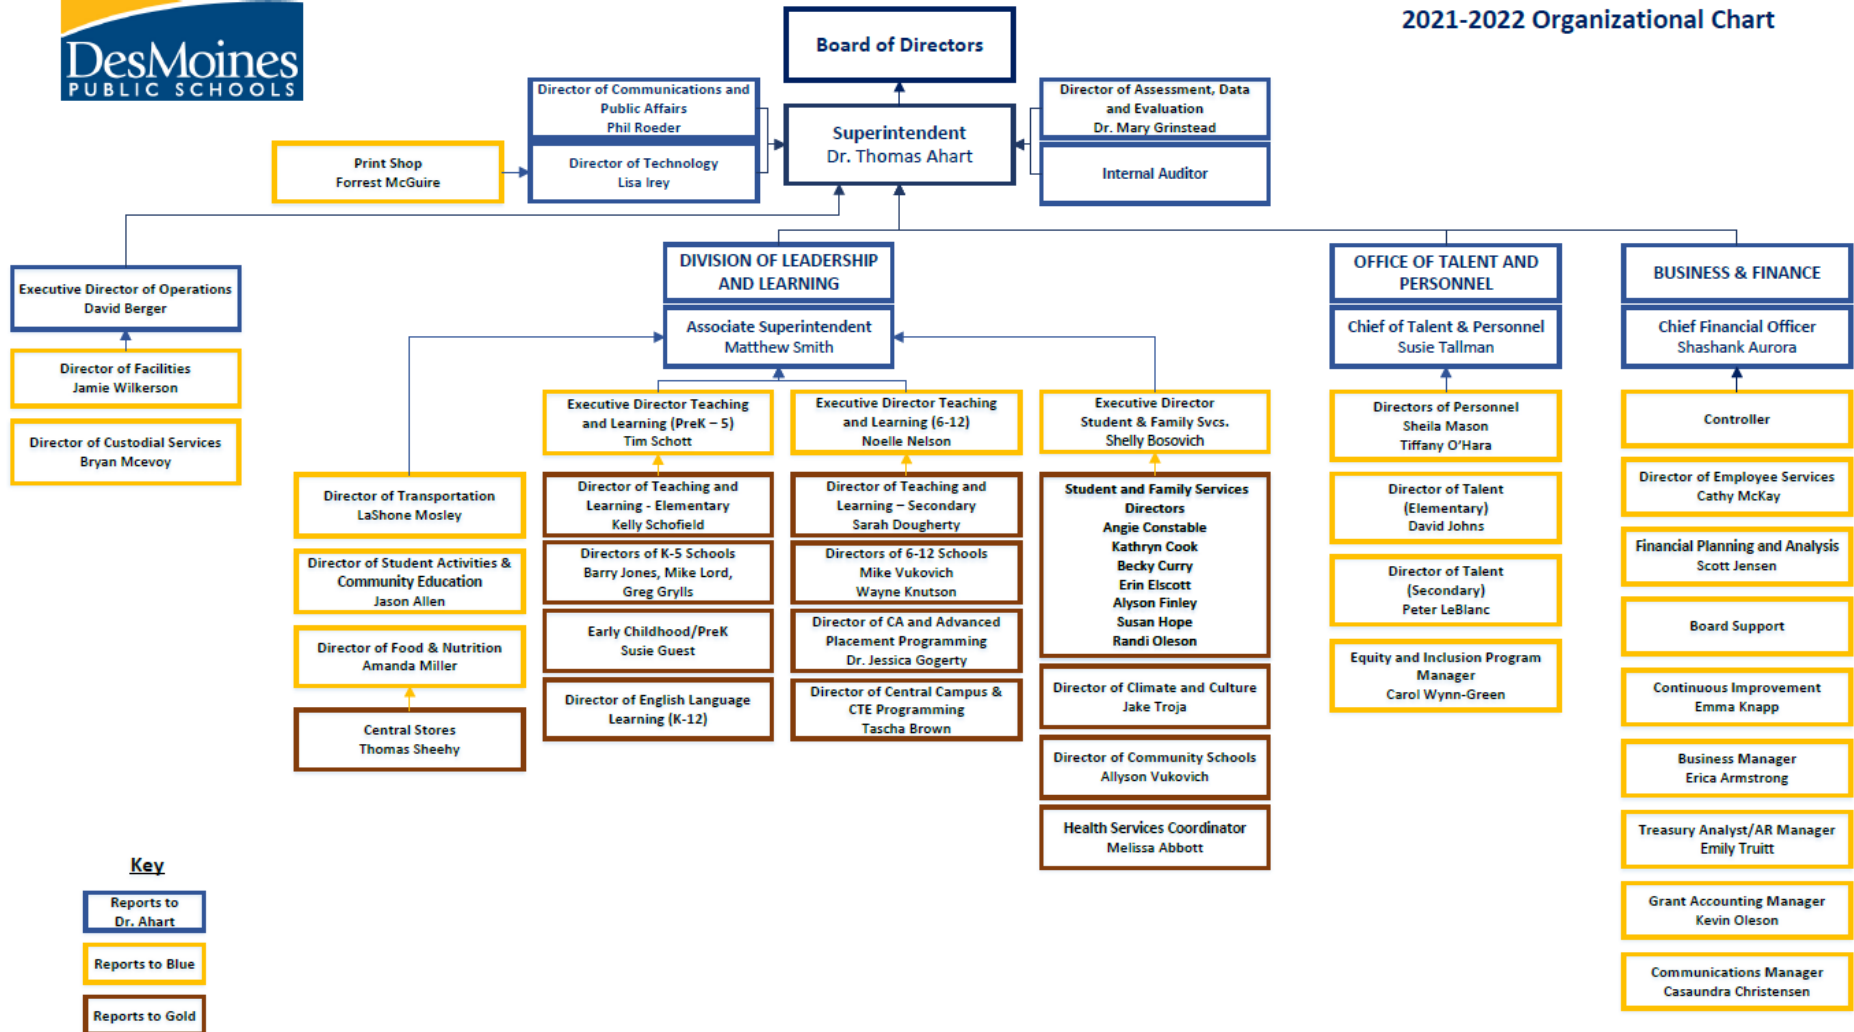 DesMoines
PUBLIC SCHOOLS
2021-2022 Organizational Chart
Board of Directors
Director of Communications and
Public Affairs
Phil Roeder
Director of Technology
Lisa Irey
Print Shop
Forrest McGuire
Superintendent
Dr. Thomas Ahart
Director of Assessment, Data
and Evaluation
Dr. Mary Grinstead
Internal Auditor
Executive Director of Operations
David Berger
Director of Facilities
Jamie Wilkerson
Director of Custodial Services
Bryan Mcevoy
DIVISION OF LEADERSHIP
AND LEARNING
Associate Superintendent
Matthew Smith
Director of Transportation
LaShone Mosley
Director of Student Activities &
Community Education
Jason Allen
Director of Food & Nutrition
Amanda Miller
Central Stores
Thomas Sheehy
Executive Director Teaching
and Learning (PreK – 5)
Tim Schott
Director of Teaching and
Learning - Elementary
Kelly Schofield
Directors of K-5 Schools
Barry Jones, Mike Lord,
Greg Grylls
Early Childhood/PreK
Susie Guest
Director of English Language
Learning (K-12)
Executive Director Teaching
and Learning (6-12)
Noelle Nelson
Director of Teaching and
Learning – Secondary
Sarah Dougherty
Directors of 6-12 Schools
Mike Vukovich
Wayne Knutson
Director of CA and Advanced
Placement Programming
Dr. Jessica Gogerty
Director of Central Campus &
CTE Programming
Tascha Brown
Executive Director
Student & Family Svcs.
Shelly Bosovich
Student and Family Services
Directors
Angie Constable
Kathryn Cook
Becky Curry
Erin Elscott
Alyson Finley
Susan Hope
Randi Oleson
Director of Climate and Culture
Jake Troja
Director of Community Schools
Allyson Vukovich
Health Services Coordinator
Melissa Abbott
OFFICE OF TALENT AND
PERSONNEL
Chief of Talent & Personnel
Susie Tallman
Directors of Personnel
Sheila Mason
Tiffany O'Hara
Director of Talent
(Elementary)
David Johns
Director of Talent
(Secondary)
Peter LeBlanc
Equity and Inclusion Program
Manager
Carol Wynn-Green
BUSINESS & FINANCE
Chief Financial Officer
Shashank Aurora
Controller
Director of Employee Services
Cathy McKay
Financial Planning and Analysis
Scott Jensen
Board Support
Continuous Improvement
Emma Knapp
Business Manager
Erica Armstrong
Treasury Analyst/AR Manager
Emily Truitt
Grant Accounting Manager
Kevin Oleson
Communications Manager
Casaundra Christensen
Key
Reports to
Dr. Ahart
Reports to Blue
Reports to Gold